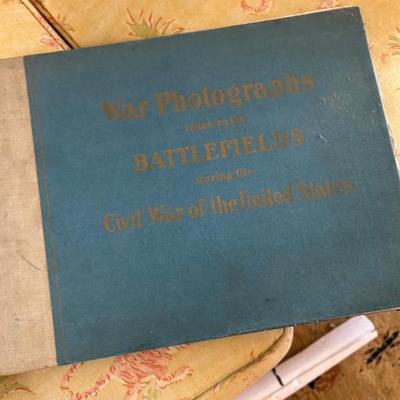 War Photographs
taken on the
BATTLEFIELDS
during the
Civil War of the United States